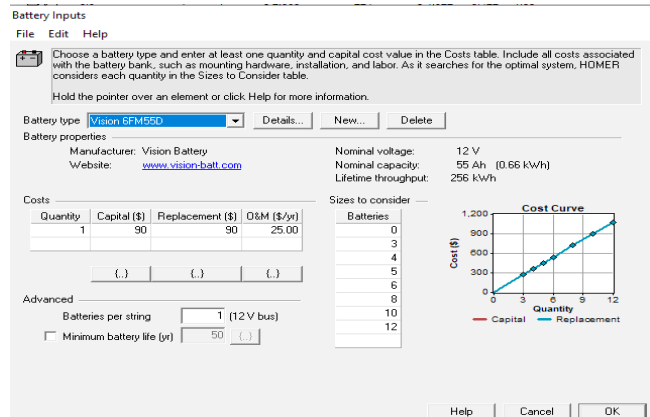 Battery Inputs
File Edit Help
Choose a battery type and enter at least one quantity and capital cost value in the Costs table. Include all costs associated
with the battery bank, such as mounting hardware, installation, and labor. As it searches for the optimal system, HOMER
considers each quantity in the Sizes to Consider table.
Hold the pointer over an element or click Help for more information.
Battery type Vision 6FM55D Details... New... Delete
Battery properties
Manufacturer: Vision Battery Nominal voltage: 12 V
Website: www.vision-batt.com Nominal capacity: 55 Ah (0.66 kWh)
Lifetime throughput: 256 kWh
Costs Sizes to consider
Quantity Capital ($) Replacement ($) O&M ($/yr) Batteries
1 90 90 25.00 0
3
4
{..} {..} {..} 5
6
8
10
12
Advanced
Batteries per string 1 (12 V bus)
Minimum battery life (yr) 50 {..}
Cost Curve
1,200
900
600
300
0
Cost ($)
0 3 6 9 12
Quantity
Capital Replacement
Help Cancel OK